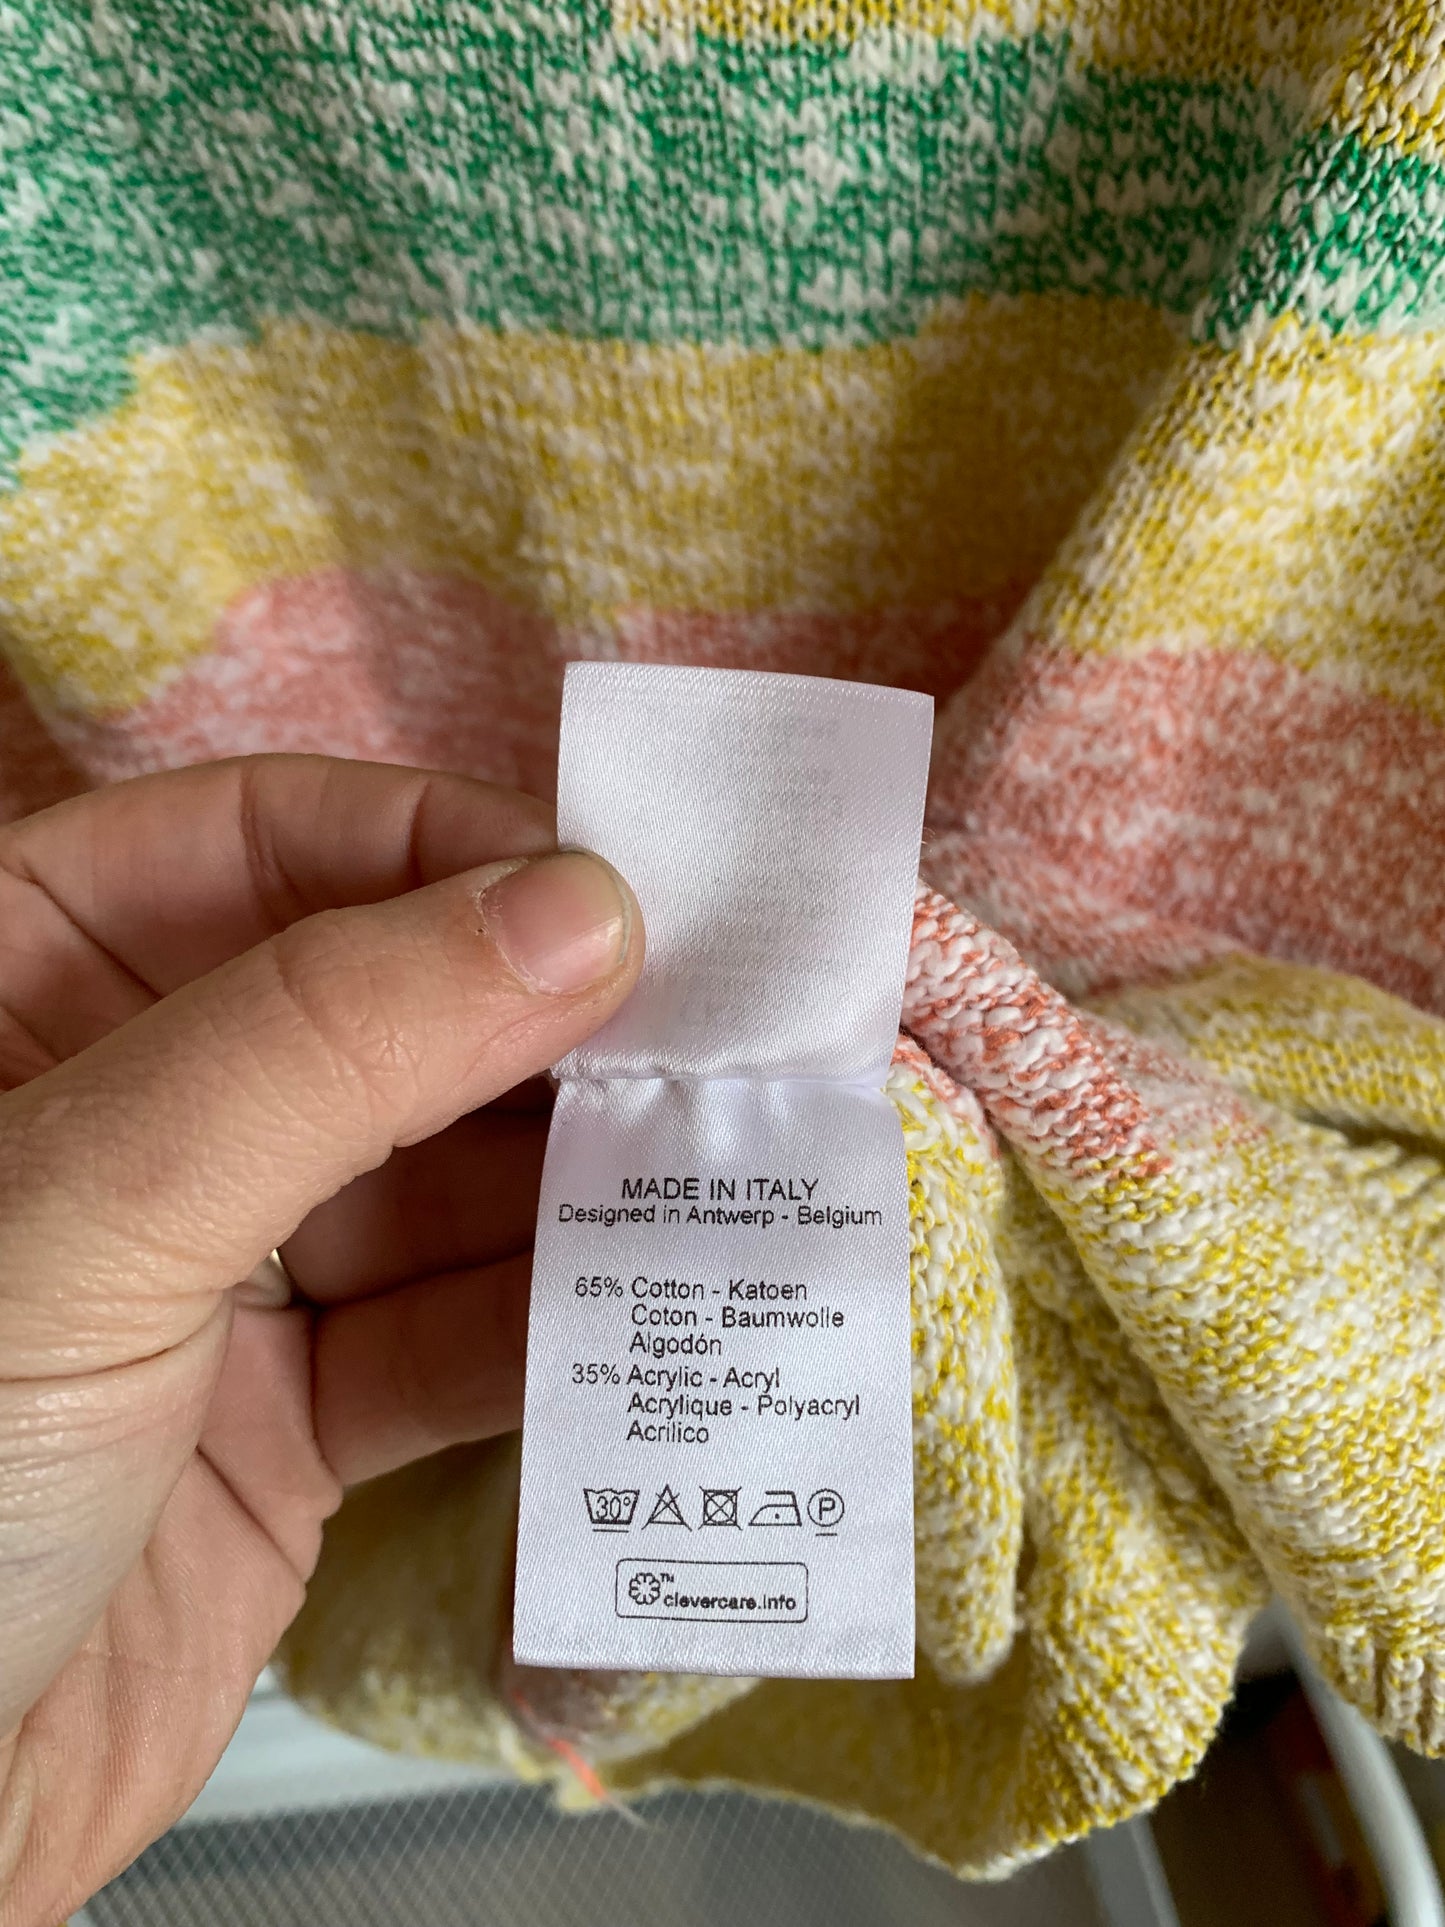 MADE IN ITALY
Designed in Antwerp - Belgium
65% Cotton - Katoen
Coton - Baumwolle
Algodón
35% Acrylic - Acryl
Acrylique - Polyacryl
Acrilico
30° P
™ clevercare.info